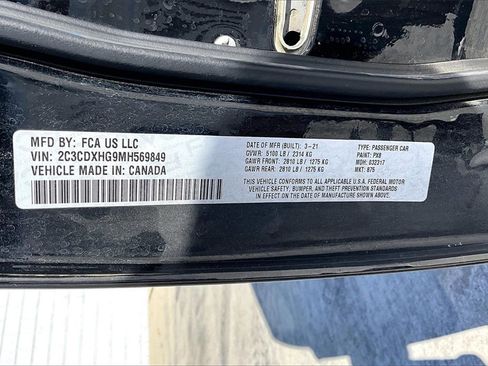 MFD BY: FCA US LLC
VIN: 2C3CDXHG9MH569849
VEHICLE MADE IN: CANADA
DATE OF MFR (BUILT): 3-21
GVWR: 5100 LB / 2314 KG
GAWR FRONT: 2810 LB / 1275 KG
GAWR REAR: 2810 LB / 1275 KG
TYPE: PASSENGER CAR
PAINT: PX8
MDH: 032317
MKT: 875
THIS VEHICLE CONFORMS TO ALL APPLICABLE U.S.A. FEDERAL MOTOR
VEHICLE SAFETY, BUMPER, AND THEFT PREVENTION STANDARDS
IN EFFECT ON THE DATE OF MANUFACTURE SHOWN ABOVE.